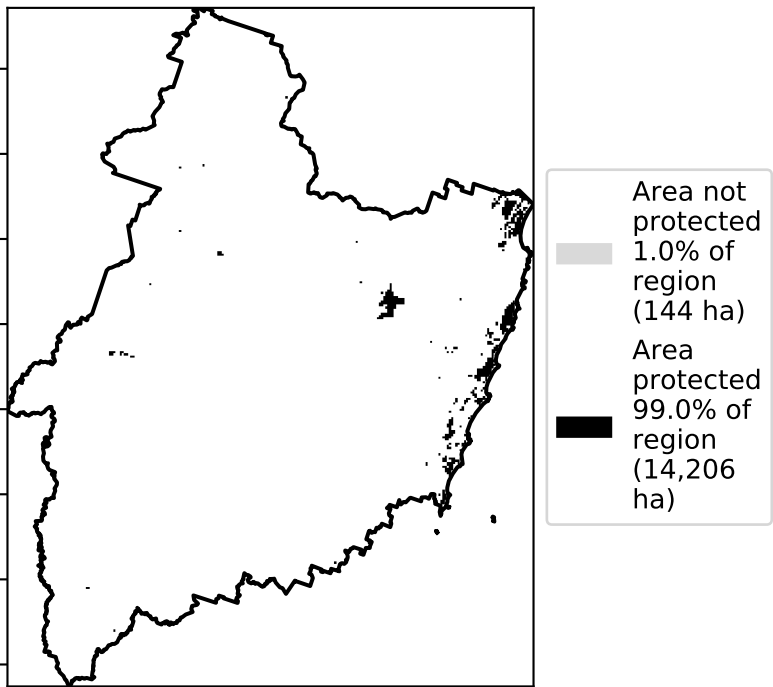 Area not
protected
1.0% of
region
(144 ha)
Area
protected
99.0% of
region
(14,206
ha)